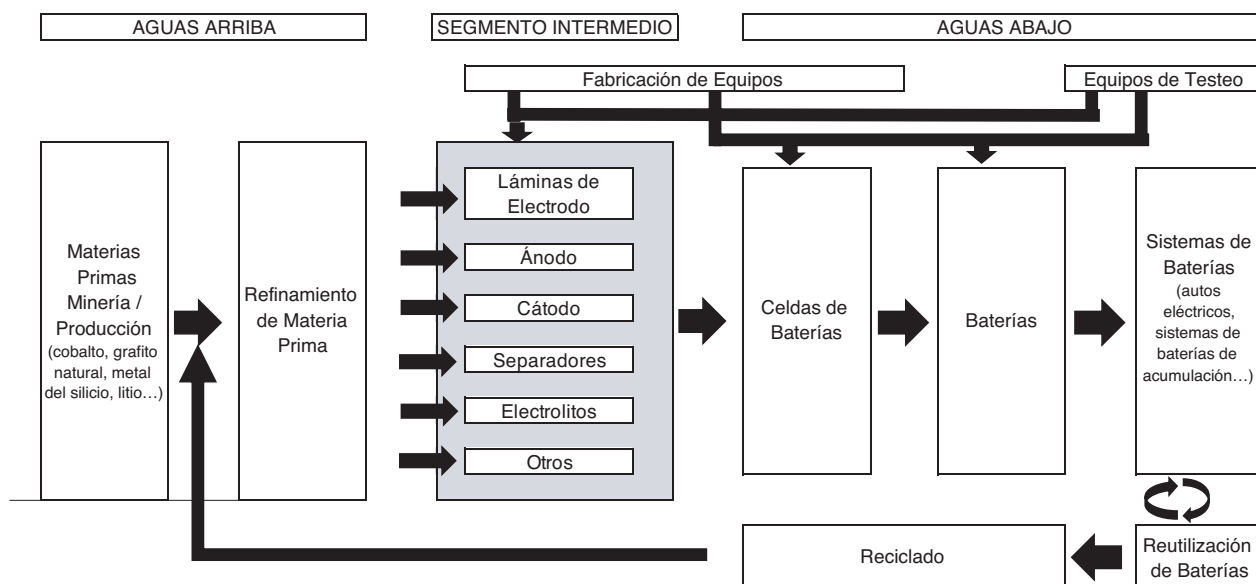 AGUAS ARRIBA
SEGMENTO INTERMEDIO
AGUAS ABAJO
Fabricación de Equipos
Equipos de Testeo
Materias
Primas
Minería /
Producción
(cobalto, grafito
natural, metal
del silicio, litio…)
Refinamiento
de Materia
Prima
Láminas de
Electrodo
Ánodo
Cátodo
Separadores
Electrolitos
Otros
Celdas de
Baterías
Baterías
Sistemas de
Baterías
(autos
eléctricos,
sistemas de
baterías de
acumulación…)
Reciclado
Reutilización
de Baterías